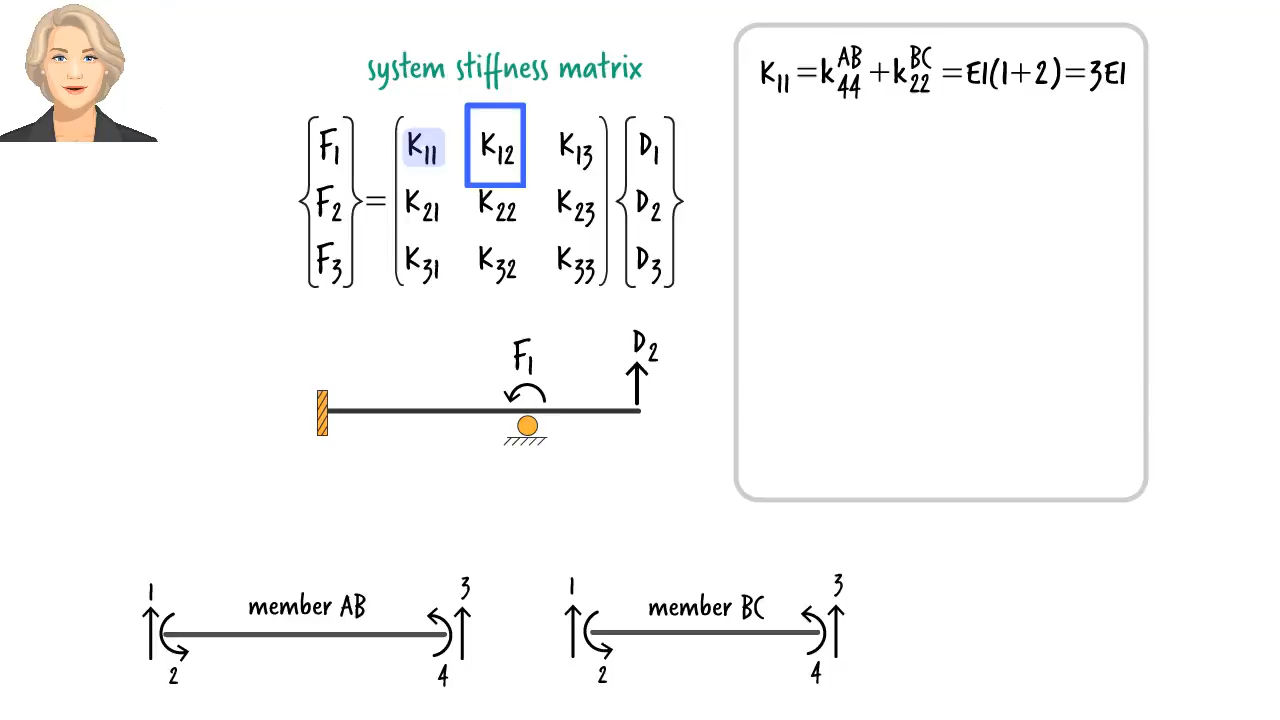 system stiffness matrix
K11 = k44^AB + k22^BC = EI(1+2) = 3EI
F1 K11 K12 K13 D1
F2 = K21 K22 K23 D2
F3 K31 K32 K33 D3
F1
D2
1 member AB 3
2 4
1 member BC 3
2 4